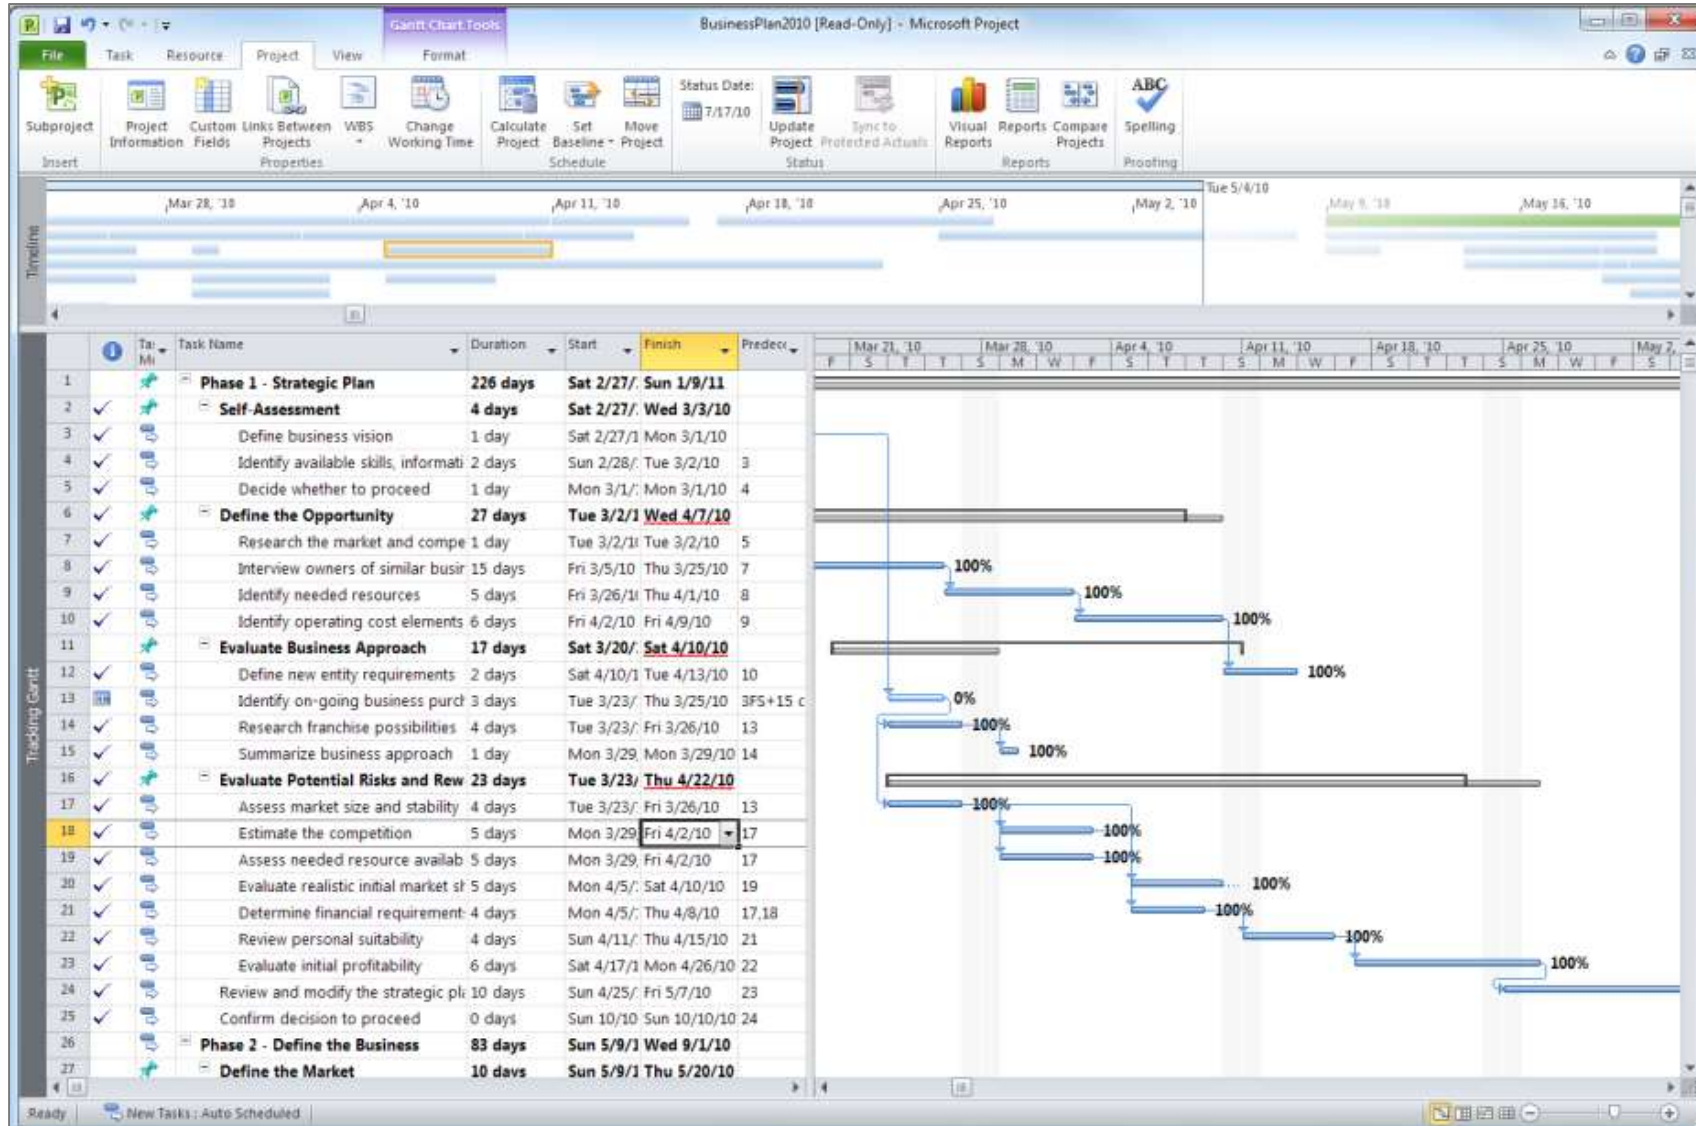 Gantt Chart Tools
BusinessPlan2010 [Read-Only] - Microsoft Project
File Task Resource Project View Format
Subproject
Project Information
Custom Fields
Links Between Projects
WBS
Change Working Time
Calculate Project
Set Baseline
Move Project
Status Date:
7/17/10
Update Project
Sync to Protected Actuals
Visual Reports
Reports
Compare Projects
ABC
Spelling
Insert Properties Schedule Status Reports Proofing
Tue 5/4/10
Mar 28, '10 Apr 4, '10 Apr 11, '10 Apr 18, '10 Apr 25, '10 May 2, '10 May 9, '10 May 16, '10
Timeline
Tracking Gantt
Task Name Duration Start Finish Predec
Mar 21, '10 Mar 28, '10 Apr 4, '10 Apr 11, '10 Apr 18, '10 Apr 25, '10 May 2,
F S T T S M W F S T T S M W F S T T S M W F S
1 Phase 1 - Strategic Plan 226 days Sat 2/27/ Sun 1/9/11
2 Self-Assessment 4 days Sat 2/27/ Wed 3/3/10
3 Define business vision 1 day Sat 2/27/1 Mon 3/1/10
4 Identify available skills, informati 2 days Sun 2/28/ Tue 3/2/10 3
5 Decide whether to proceed 1 day Mon 3/1/ Mon 3/1/10 4
6 Define the Opportunity 27 days Tue 3/2/1 Wed 4/7/10
7 Research the market and compe 1 day Tue 3/2/1 Tue 3/2/10 5
8 Interview owners of similar busir 15 days Fri 3/5/10 Thu 3/25/10 7 100%
9 Identify needed resources 5 days Fri 3/26/1 Thu 4/1/10 8 100%
10 Identify operating cost elements 6 days Fri 4/2/10 Fri 4/9/10 9 100%
11 Evaluate Business Approach 17 days Sat 3/20/ Sat 4/10/10
12 Define new entity requirements 2 days Sat 4/10/1 Tue 4/13/10 10 100%
13 Identify on-going business purch 3 days Tue 3/23/ Thu 3/25/10 3FS+15 c 0%
14 Research franchise possibilities 4 days Tue 3/23/ Fri 3/26/10 13 100%
15 Summarize business approach 1 day Mon 3/29 Mon 3/29/10 14 100%
16 Evaluate Potential Risks and Rew 23 days Tue 3/23/ Thu 4/22/10
17 Assess market size and stability 4 days Tue 3/23/ Fri 3/26/10 13 100%
18 Estimate the competition 5 days Mon 3/29 Fri 4/2/10 17 100%
19 Assess needed resource availab 5 days Mon 3/29 Fri 4/2/10 17 100%
20 Evaluate realistic initial market sh 5 days Mon 4/5/ Sat 4/10/10 19 100%
21 Determine financial requirement 4 days Mon 4/5/ Thu 4/8/10 17,18 100%
22 Review personal suitability 4 days Sun 4/11/ Thu 4/15/10 21 100%
23 Evaluate initial profitability 6 days Sat 4/17/1 Mon 4/26/10 22 100%
24 Review and modify the strategic pla 10 days Sun 4/25/ Fri 5/7/10 23
25 Confirm decision to proceed 0 days Sun 10/10 Sun 10/10/10 24
26 Phase 2 - Define the Business 83 days Sun 5/9/1 Wed 9/1/10
27 Define the Market 10 days Sun 5/9/1 Thu 5/20/10
Ready New Tasks : Auto Scheduled